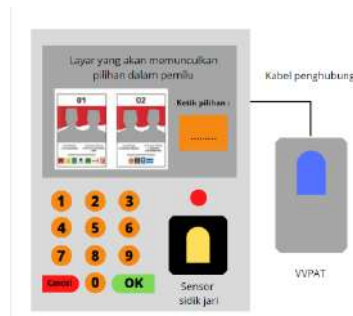 Layar yang akan memunculkan
pilihan dalam pemilu
Kabel penghubung
01
02
Ketik pilihan :
..........
1 2 3
4 5 6
7 8 9
Cancel 0 OK
Sensor
sidik jari
VVPAT